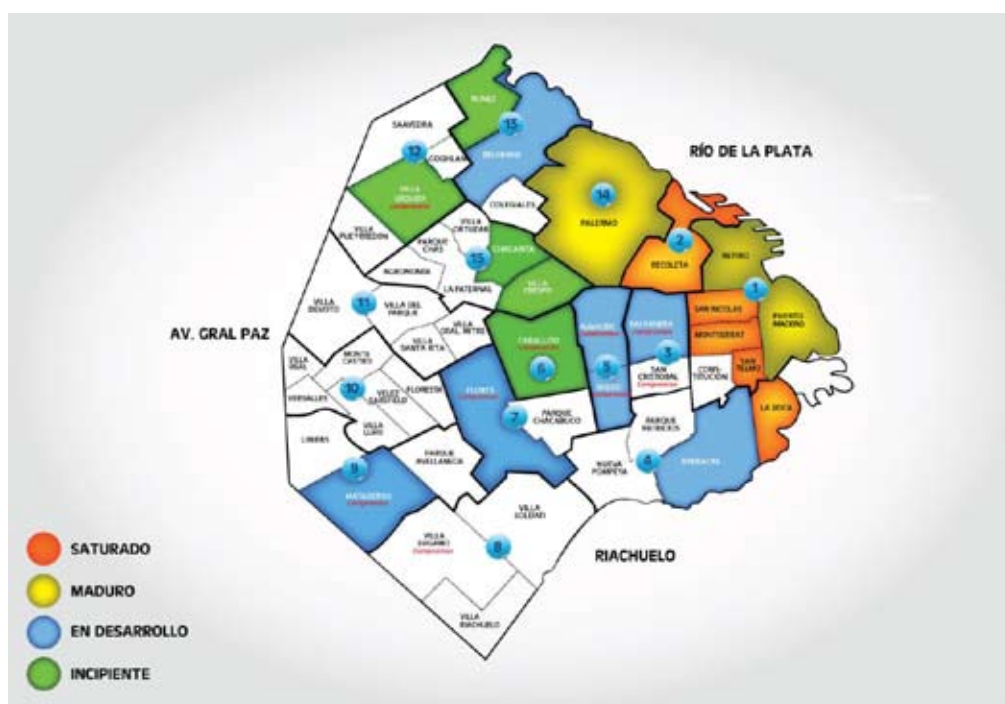 NUÑEZ
SAAVEDRA
13
12
COGHLAN
BELGRANO
RÍO DE LA PLATA
VILLA
URQUIZA
COLEGIALES
14
PALERMO
VILLA
PUEYRREDON
VILLA
ORTUZAR
PARQUE
CHAS
CHACARITA
15
2
RECOLETA
RETIRO
AGRONOMIA
LA PATERNAL
VILLA
CRESPO
1
VILLA
DEVOTO
11
VILLA DEL
PARQUE
SAN NICOLAS
PUERTO
MADERO
AV. GRAL PAZ
VILLA
GRAL. MITRE
VILLA
SANTA RITA
CABALLITO
6
ALMAGRO
BALVANERA
MONTSERRAT
3
SAN
CRISTOBAL
CONS-
TITUCION
SAN
TELMO
VILLA
REAL
MONTE
CASTRO
5
BOEDO
10
VERSALLES
VELEZ
SARSFIELD
FLORESTA
FLORES
LA BOCA
7
PARQUE
CHACABUCO
PARQUE
PATRICIOS
VILLA
LURO
LINIERS
PARQUE
AVELLANEDA
NUEVA
POMPEYA
4
BARRACAS
9
MATADEROS
VILLA
SOLDATI
VILLA
LUGANO
8
RIACHUELO
VILLA
RIACHUELO
SATURADO
MADURO
EN DESARROLLO
INCIPIENTE